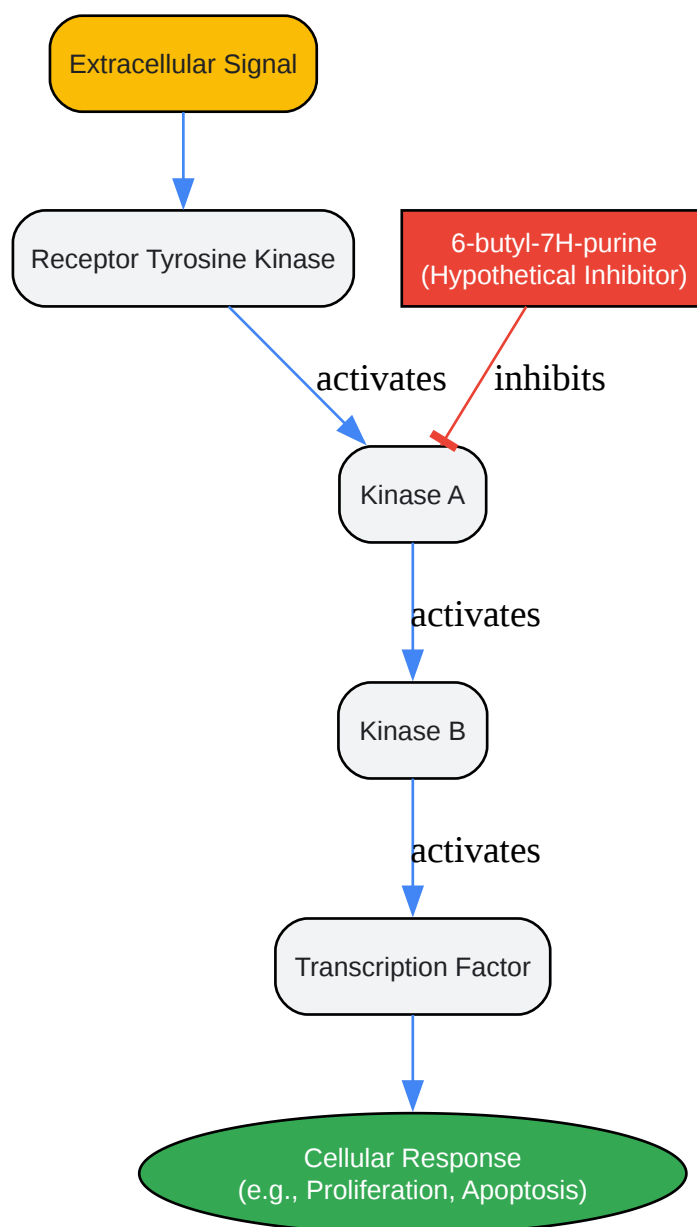 Extracellular Signal
Receptor Tyrosine Kinase
6-butyl-7H-purine
(Hypothetical Inhibitor)
activates
inhibits
Kinase A
activates
Kinase B
activates
Transcription Factor
Cellular Response
(e.g., Proliferation, Apoptosis)